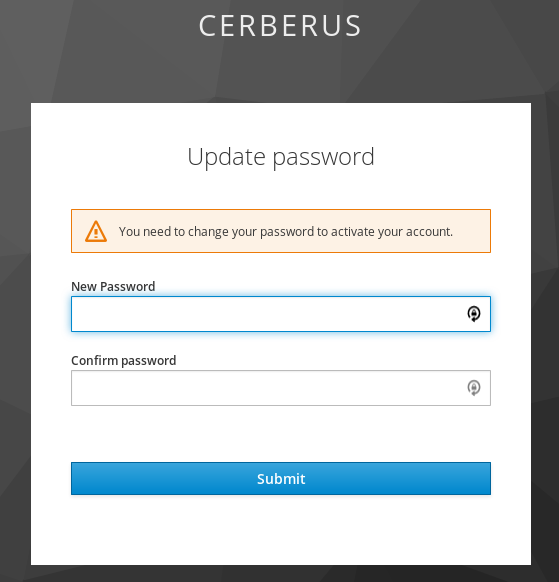 CERBERUS
Update password
You need to change your password to activate your account.
New Password
Confirm password
Submit